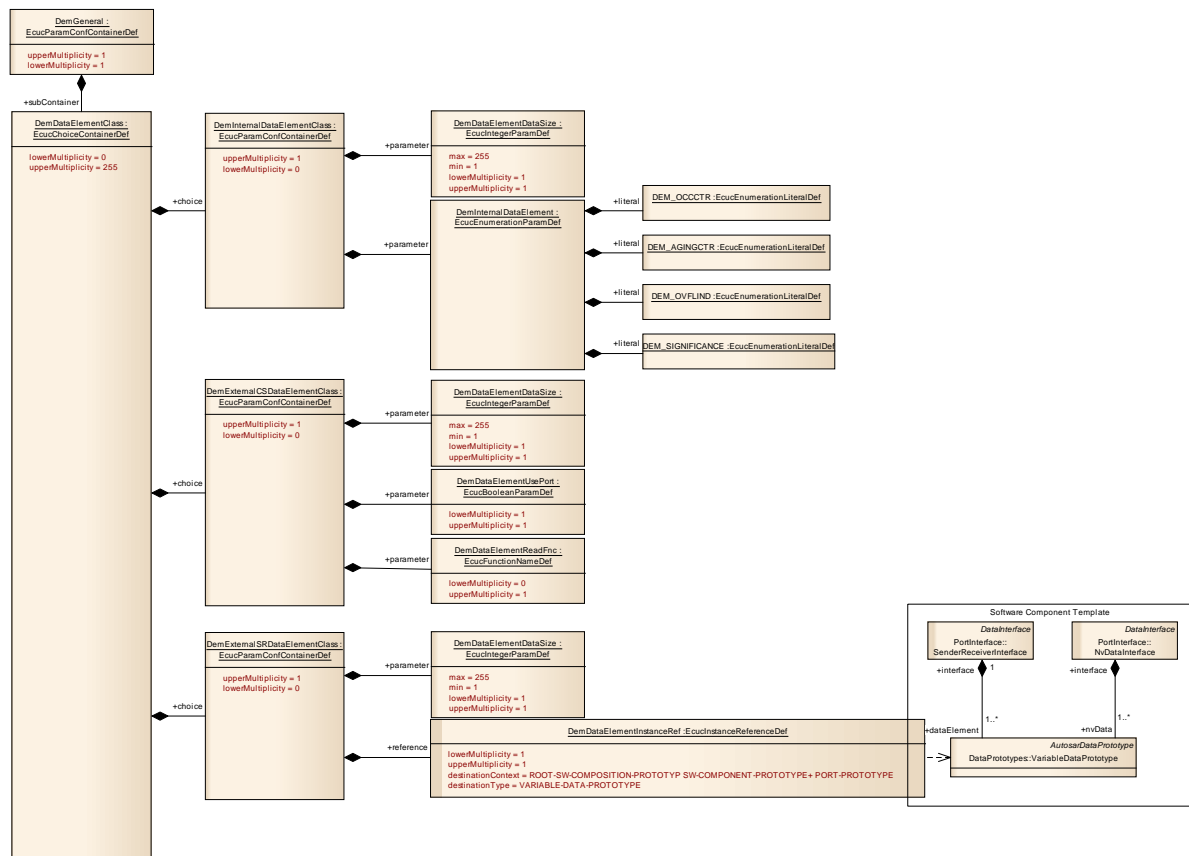 DemGeneral :
EcucParamConfContainerDef
upperMultiplicity = 1
lowerMultiplicity = 1
+subContainer
DemDataElementClass :
EcucChoiceContainerDef
lowerMultiplicity = 0
upperMultiplicity = 255
+choice
DemInternalDataElementClass :
EcucParamConfContainerDef
upperMultiplicity = 1
lowerMultiplicity = 0
+parameter
DemDataElementDataSize :
EcucIntegerParamDef
max = 255
min = 1
lowerMultiplicity = 1
upperMultiplicity = 1
+parameter
DemInternalDataElement :
EcucEnumerationParamDef
+literal
DEM_OCCCTR :EcucEnumerationLiteralDef
+literal
DEM_AGINGCTR :EcucEnumerationLiteralDef
+literal
DEM_OVFLIND :EcucEnumerationLiteralDef
+literal
DEM_SIGNIFICANCE :EcucEnumerationLiteralDef
+choice
DemExternalCSDataElementClass :
EcucParamConfContainerDef
upperMultiplicity = 1
lowerMultiplicity = 0
+parameter
DemDataElementDataSize :
EcucIntegerParamDef
max = 255
min = 1
lowerMultiplicity = 1
upperMultiplicity = 1
+parameter
DemDataElementUsePort :
EcucBooleanParamDef
lowerMultiplicity = 1
upperMultiplicity = 1
+parameter
DemDataElementReadFnc :
EcucFunctionNameDef
lowerMultiplicity = 0
upperMultiplicity = 1
+choice
DemExternalSRDataElementClass :
EcucParamConfContainerDef
upperMultiplicity = 1
lowerMultiplicity = 0
+parameter
DemDataElementDataSize :
EcucIntegerParamDef
max = 255
min = 1
lowerMultiplicity = 1
upperMultiplicity = 1
+reference
DemDataElementInstanceRef :EcucInstanceReferenceDef
lowerMultiplicity = 1
upperMultiplicity = 1
destinationContext = ROOT-SW-COMPOSITION-PROTOTYP SW-COMPONENT-PROTOTYPE+ PORT-PROTOTYPE
destinationType = VARIABLE-DATA-PROTOTYPE
Software Component Template
DataInterface
PortInterface::
SenderReceiverInterface
DataInterface
PortInterface::
NvDataInterface
+interface
1
+interface
1..*
1..*
+dataElement
+nvData
AutosarDataPrototype
DataPrototypes::VariableDataPrototype